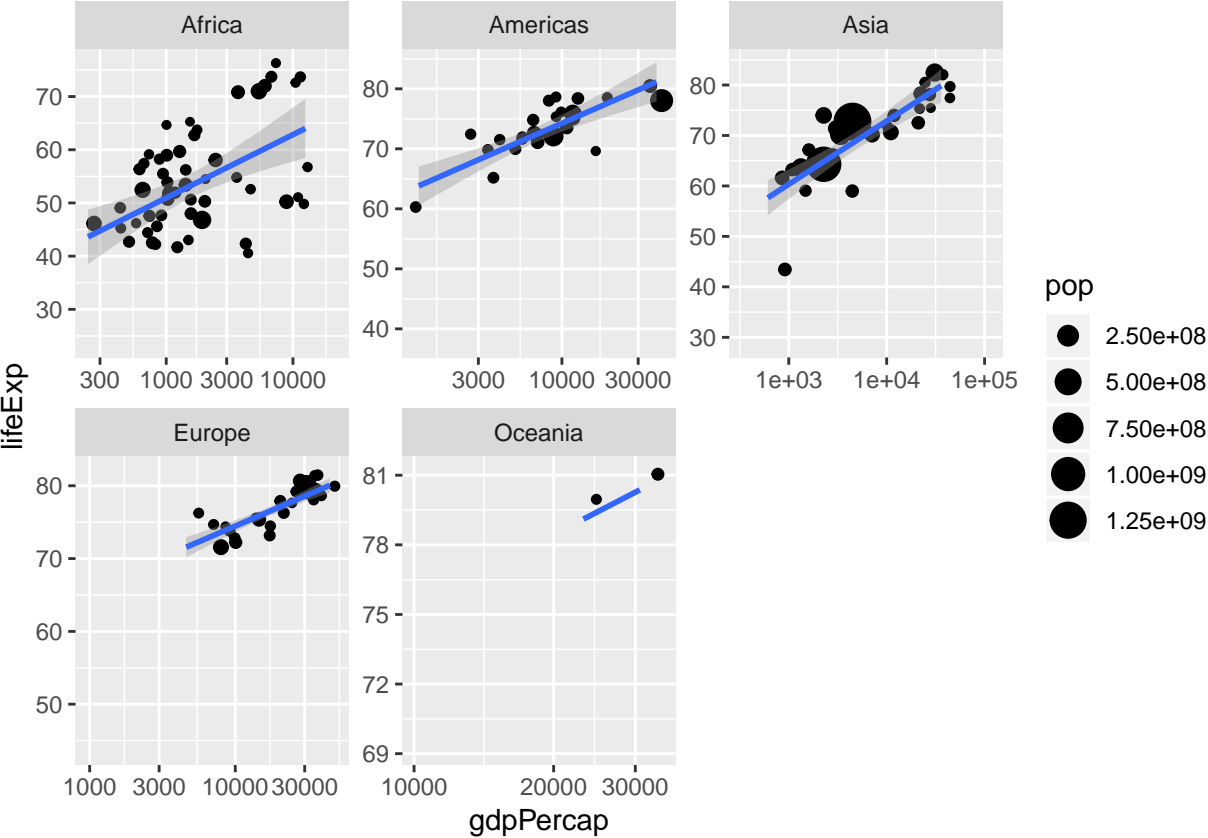 Africa
Americas
Asia
70
60
50
40
30
80
70
60
50
40
80
70
60
50
40
30
300 1000 3000 10000
3000 10000 30000
1e+03 1e+04 1e+05
Europe
Oceania
80
70
60
50
81
78
75
72
69
1000 3000 10000 30000
10000 20000 30000
lifeExp
gdpPercap
pop
2.50e+08
5.00e+08
7.50e+08
1.00e+09
1.25e+09